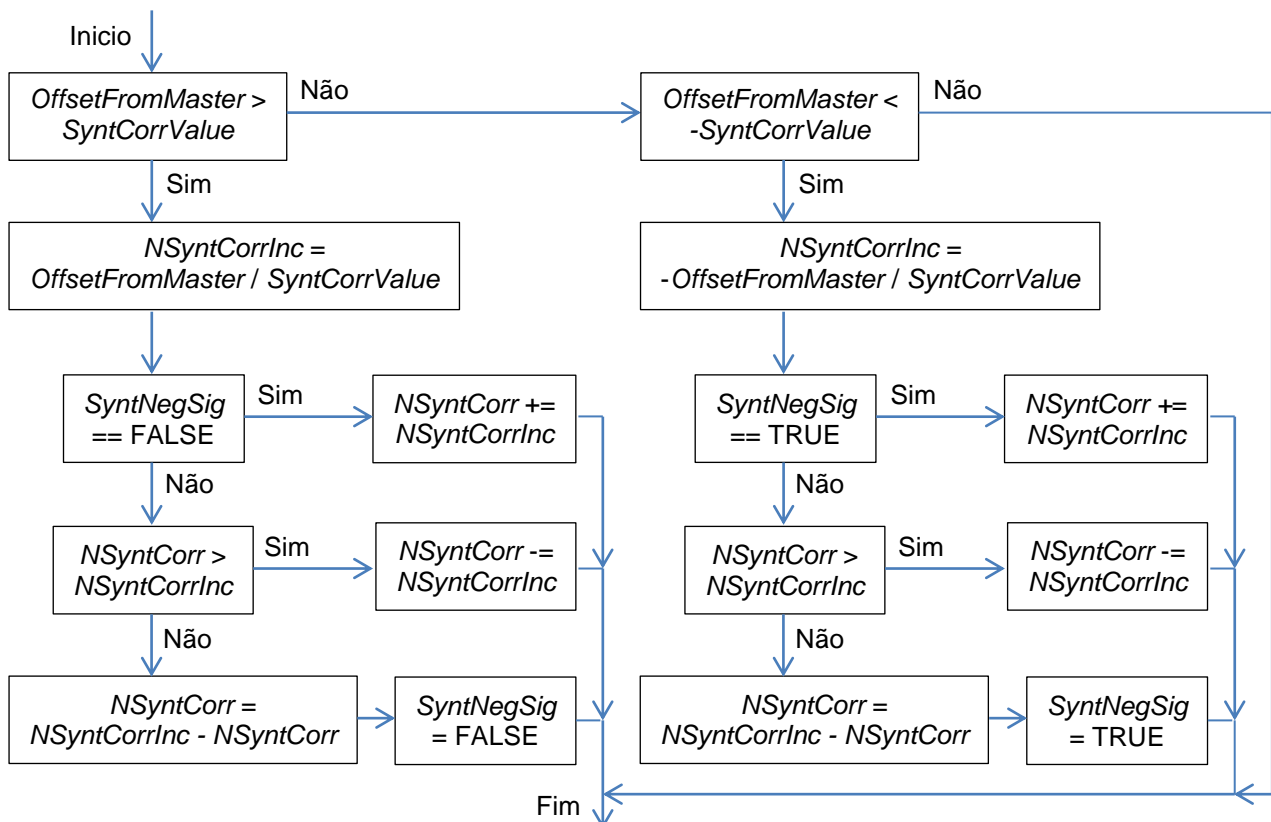 Inicio
OffsetFromMaster >
SyntCorrValue
Não
OffsetFromMaster <
-SyntCorrValue
Não
Sim
Sim
NSyntCorrInc =
OffsetFromMaster / SyntCorrValue
NSyntCorrInc =
-OffsetFromMaster / SyntCorrValue
SyntNegSig
== FALSE
Sim
NSyntCorr +=
NSyntCorrInc
SyntNegSig
== TRUE
Sim
NSyntCorr +=
NSyntCorrInc
Não
Não
NSyntCorr >
NSyntCorrInc
Sim
NSyntCorr -=
NSyntCorrInc
NSyntCorr >
NSyntCorrInc
Sim
NSyntCorr -=
NSyntCorrInc
Não
Não
NSyntCorr =
NSyntCorrInc - NSyntCorr
SyntNegSig
= FALSE
NSyntCorr =
NSyntCorrInc - NSyntCorr
SyntNegSig
= TRUE
Fim